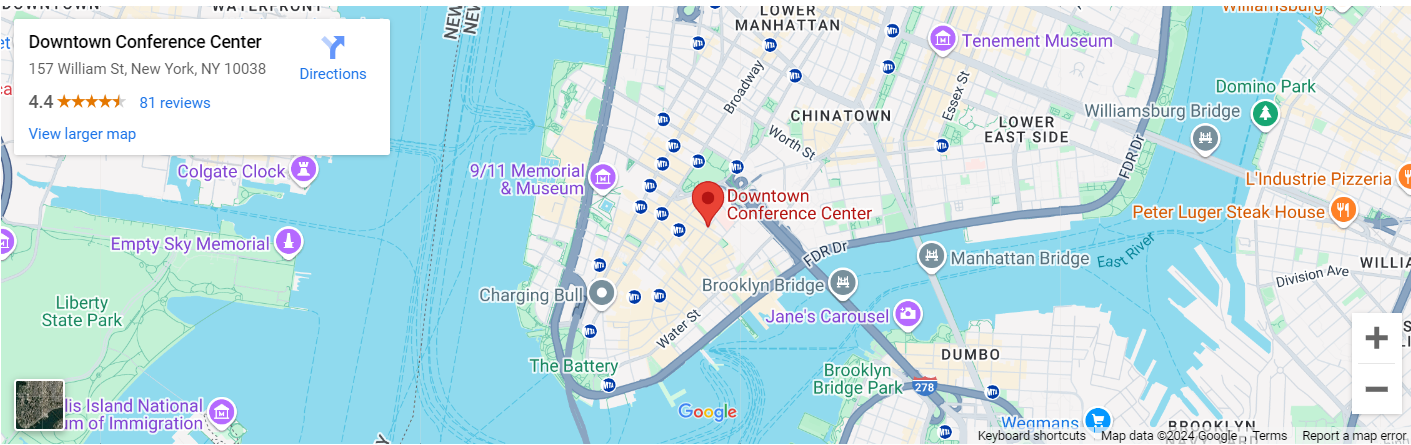 WATERFRONT
NEW
NEW
LOWER
MANHATTAN
Williamsburg
Downtown Conference Center
157 William St, New York, NY 10038
Directions
4.4
81 reviews
View larger map
Tenement Museum
Broadway
Essex St
Domino Park
CHINATOWN
Williamsburg Bridge
LOWER
EAST SIDE
Worth St
FDR Dr
Colgate Clock
9/11 Memorial
& Museum
L'Industrie Pizzeria
Downtown
Conference Center
Peter Luger Steak House
Empty Sky Memorial
FDR Dr
Manhattan Bridge
East River
Division Ave
WILLIA
Brooklyn Bridge
Charging Bull
Liberty
State Park
Jane's Carousel
Water St
DUMBO
The Battery
Brooklyn
Bridge Park
278
llis Island National
um of Immigration
Google
Wegmans
BROOKLYN
Keyboard shortcuts
Map data ©2024 Google
Terms
Report a map error